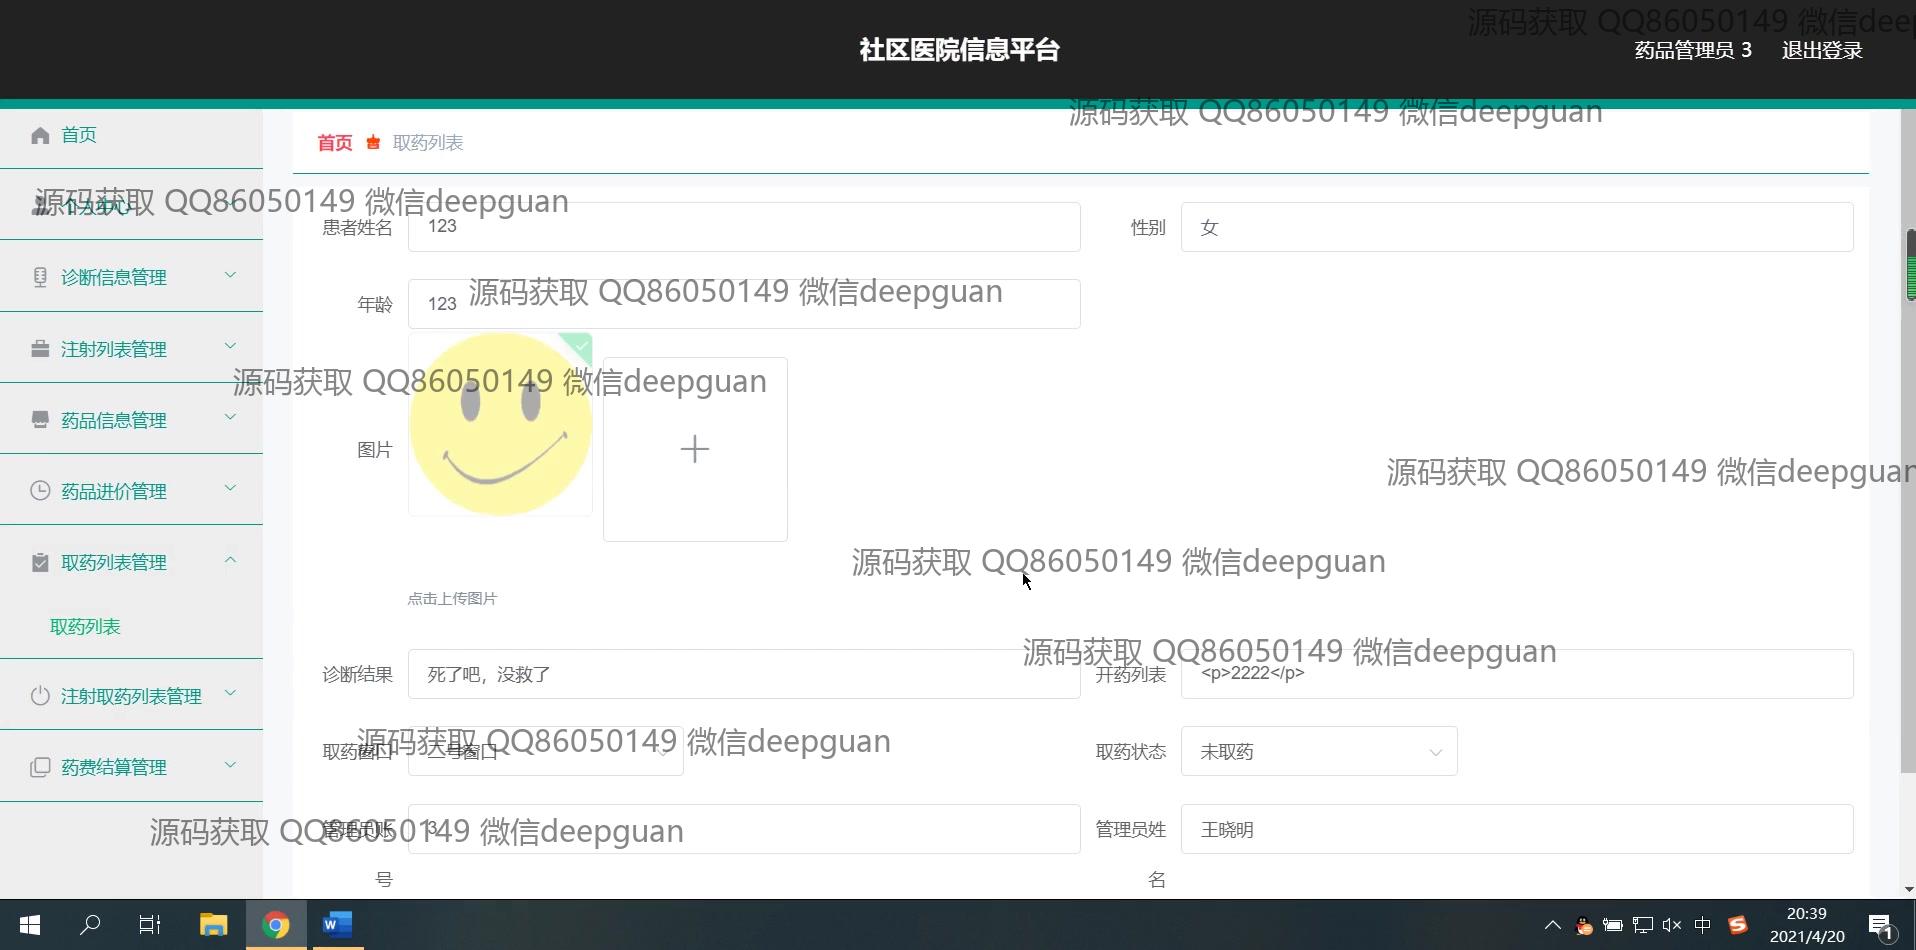 源码获取 QQ86050149 微信deep
社区医院信息平台
药品管理员 3 退出登录
源码获取 QQ86050149 微信deepguan
首页
首页 取药列表
源码获取 QQ86050149 微信deepguan
个人中心
患者姓名 123 性别 女
诊断信息管理
年龄 123
源码获取 QQ86050149 微信deepguan
注射列表管理
源码获取 QQ86050149 微信deepguan
药品信息管理
图片
源码获取 QQ86050149 微信deepguan
药品进价管理
取药列表管理
源码获取 QQ86050149 微信deepguan
点击上传图片
取药列表
源码获取 QQ86050149 微信deepguan
诊断结果 死了吧，没救了 开药列表 <p>2222</p>
注射取药列表管理
源码获取 QQ86050149 微信deepguan
取药窗口 号窗口 取药状态 未取药
药费结算管理
源码获取 QQ86050149 微信deepguan
管理员账号 3 管理员姓名 王晓明
中
20:39
2021/4/20
1